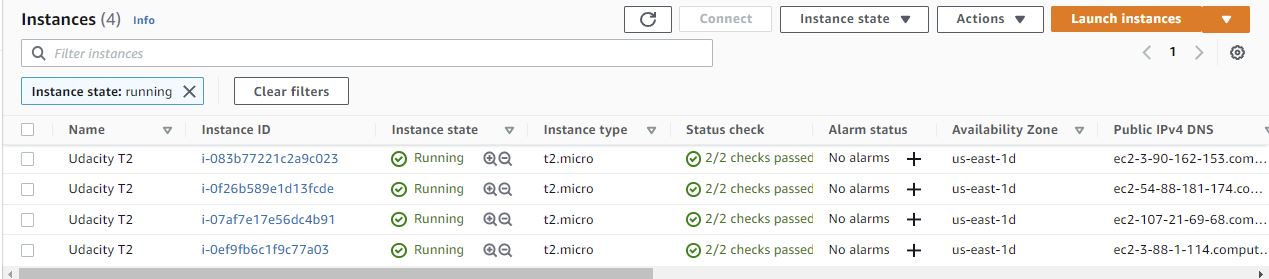 Instances (4) Info Connect Instance state Actions Launch instances
Filter instances 1
Instance state: running Clear filters
Name Instance ID Instance state Instance type Status check Alarm status Availability Zone Public IPv4 DNS
Udacity T2 i-083b77221c2a9c023 Running t2.micro 2/2 checks passed No alarms + us-east-1d ec2-3-90-162-153.com...
Udacity T2 i-0f26b589e1d13fcde Running t2.micro 2/2 checks passed No alarms + us-east-1d ec2-54-88-181-174.co...
Udacity T2 i-07af7e17e56dc4b91 Running t2.micro 2/2 checks passed No alarms + us-east-1d ec2-107-21-69-68.com...
Udacity T2 i-0ef9fb6c1f9c77a03 Running t2.micro 2/2 checks passed No alarms + us-east-1d ec2-3-88-1-114.comput...